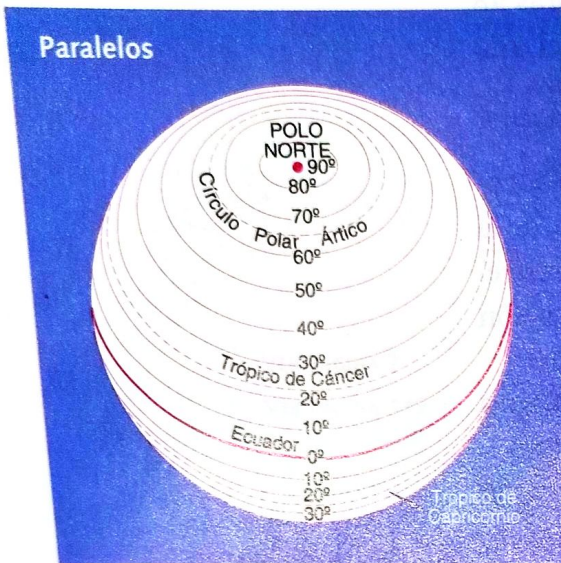 Paralelos
POLO
NORTE
90º
80º
70º
Círculo Polar Ártico
60º
50º
40º
30º
Trópico de Cáncer
20º
10º
Ecuador
0º
10º
20º
30º
Trópico de
Capricornio